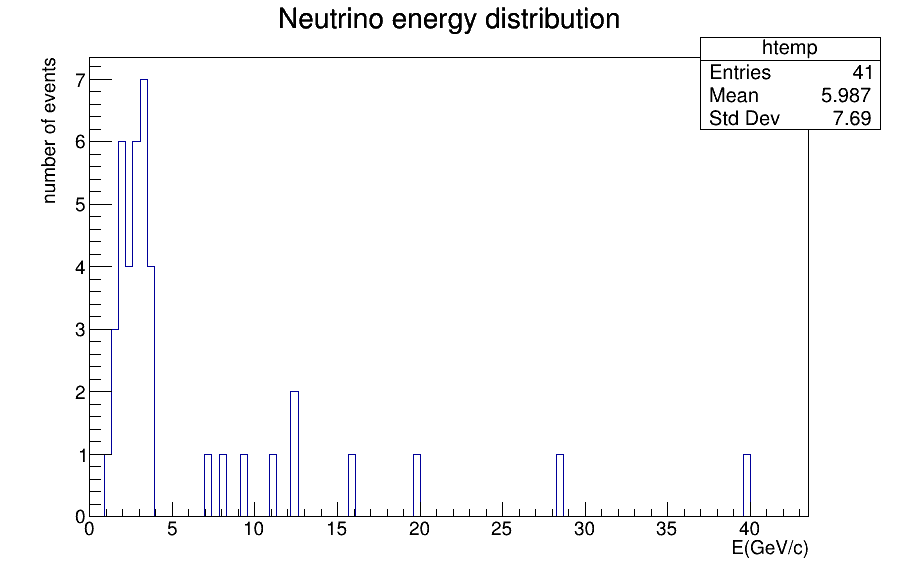 Neutrino energy distribution
htemp
Entries 41
Mean 5.987
Std Dev 7.69
number of events
7
6
5
4
3
2
1
0
0 5 10 15 20 25 30 35 40
E(GeV/c)